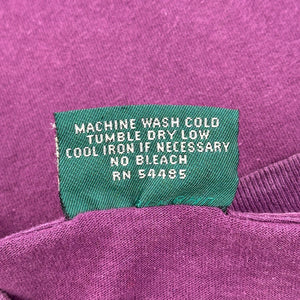 MACHINE WASH COLD
TUMBLE DRY LOW
COOL IRON IF NECESSARY
NO BLEACH
RN 54485